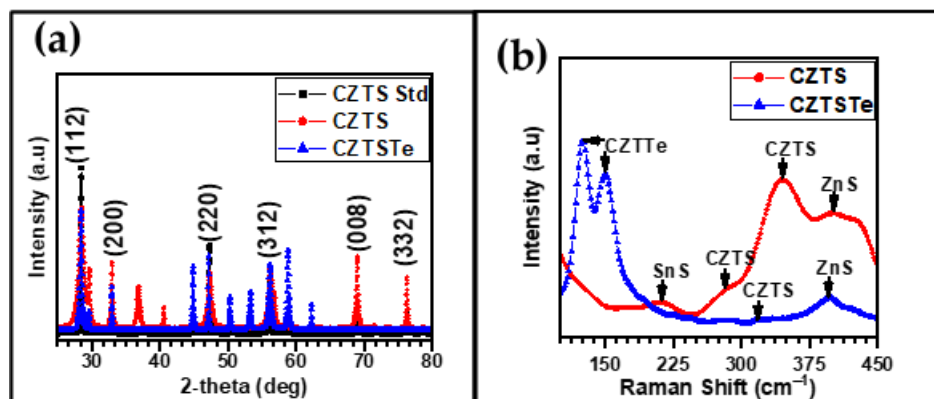 (a)
CZTS Std
CZTS
CZTSTe
(112)
(200)
(220)
(312)
(008)
(332)
Intensity (a.u)
30 40 50 60 70 80
2-theta (deg)
(b)
CZTS
CZTSTe
CZTTe
CZTS
ZnS
SnS
CZTS
CZTS
ZnS
Intensity (a.u)
150 225 300 375 450
Raman Shift (cm⁻¹)